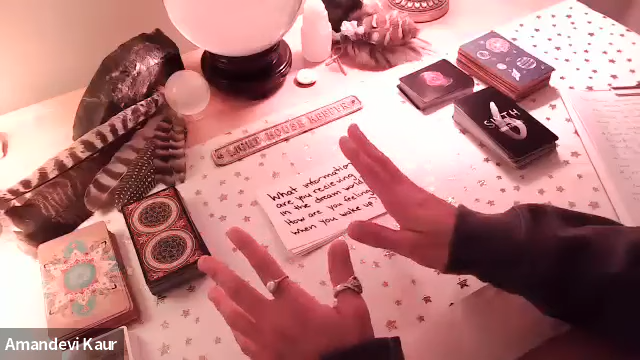 LIGHT HOUSE KEEPER
What information
are you recieving
in the dream world
How are you feeling
when you wake up?
Amandevi Kaur